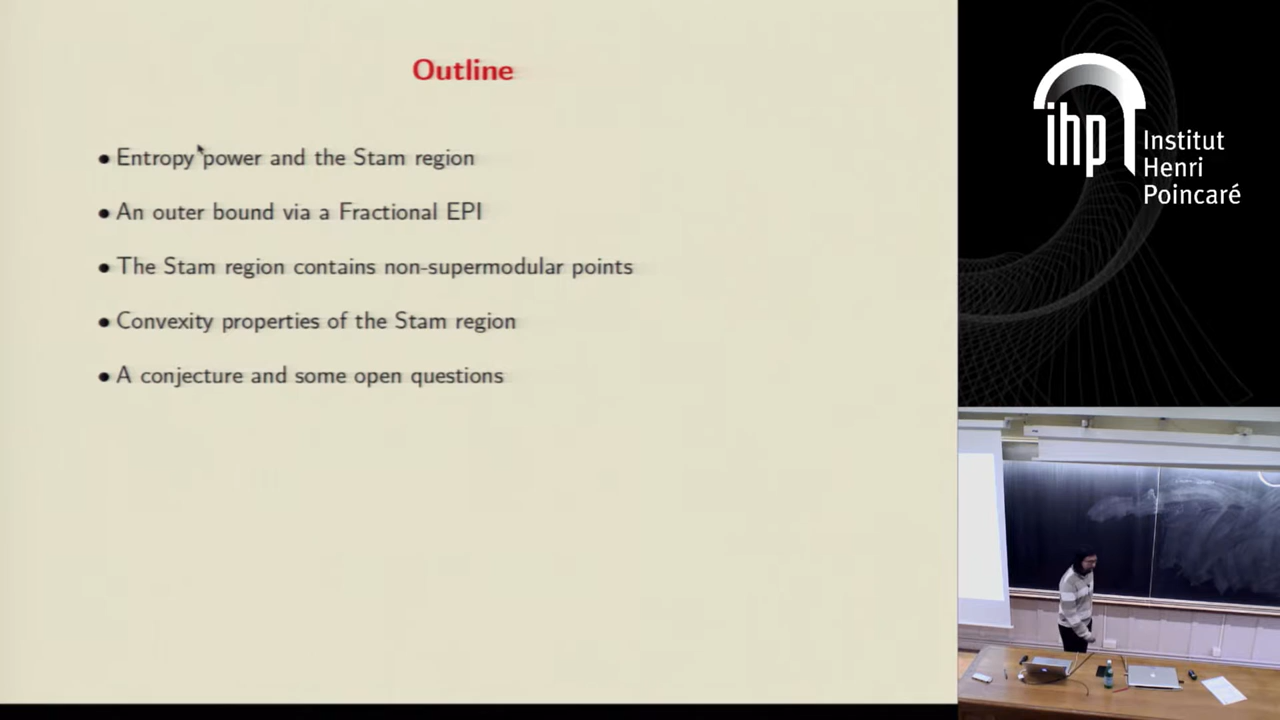 Outline
• Entropy power and the Stam region
• An outer bound via a Fractional EPI
• The Stam region contains non-supermodular points
• Convexity properties of the Stam region
• A conjecture and some open questions
ihp Institut
Henri
Poincaré